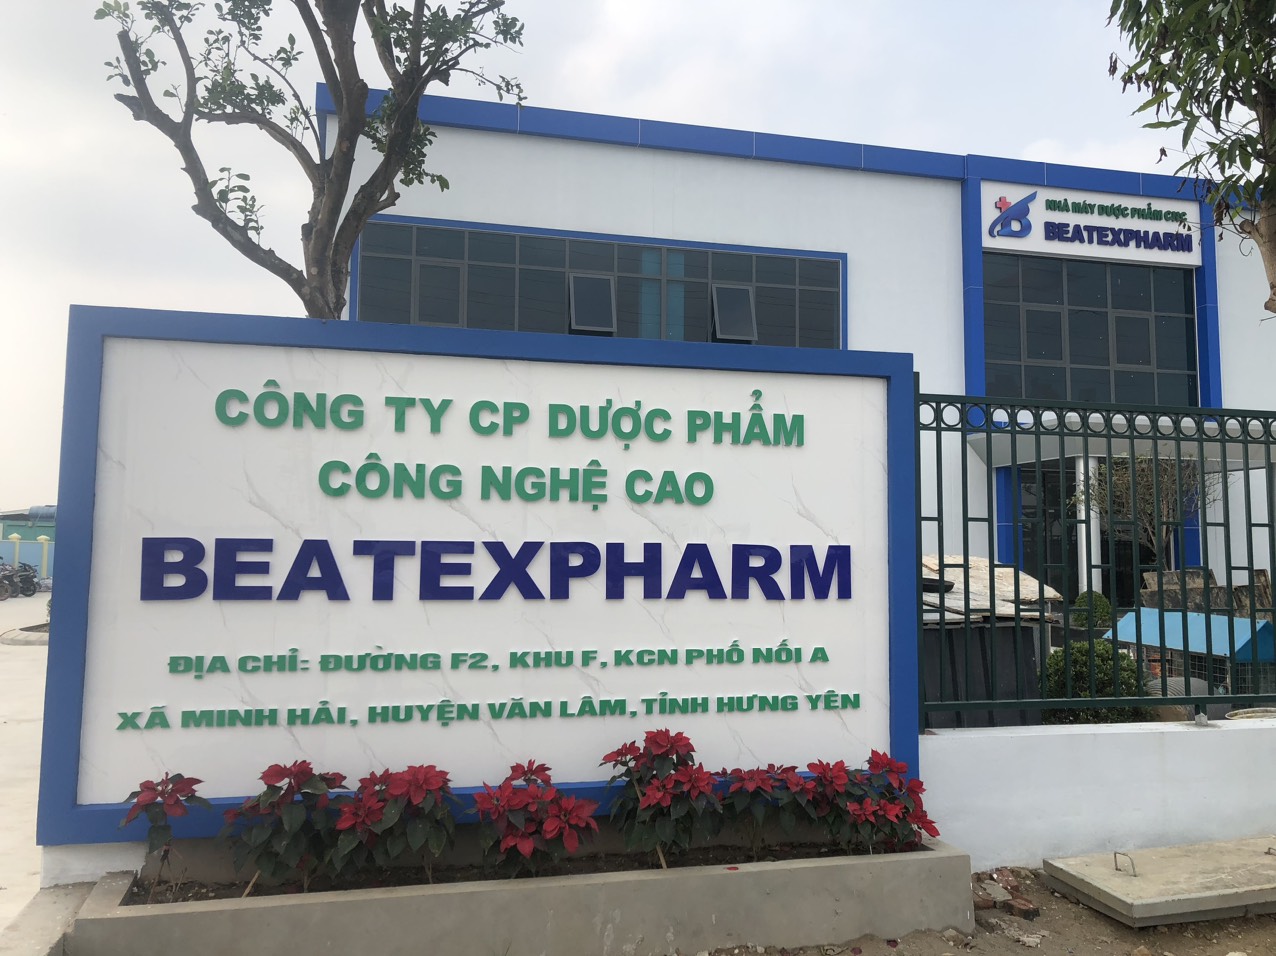 NHÀ MÁY DƯỢC PHẨM CNC
BEATEXPHARM
CÔNG TY CP DƯỢC PHẨM
CÔNG NGHỆ CAO
BEATEXPHARM
ĐỊA CHỈ: ĐƯỜNG F2, KHU F, KCN PHỐ NỐI A
XÃ MINH HẢI, HUYỆN VĂN LÂM, TỈNH HƯNG YÊN